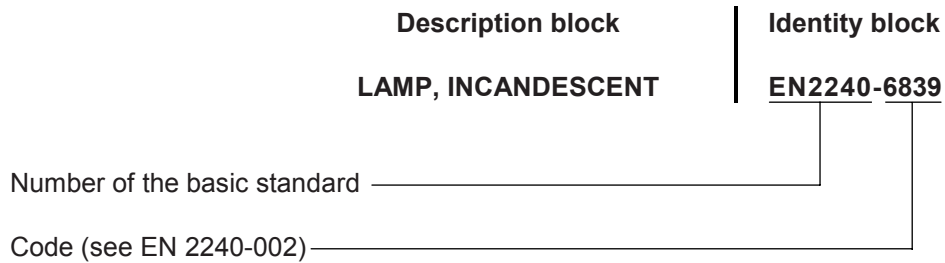 Description block Identity block
LAMP, INCANDESCENT EN2240-6839
Number of the basic standard
Code (see EN 2240-002)